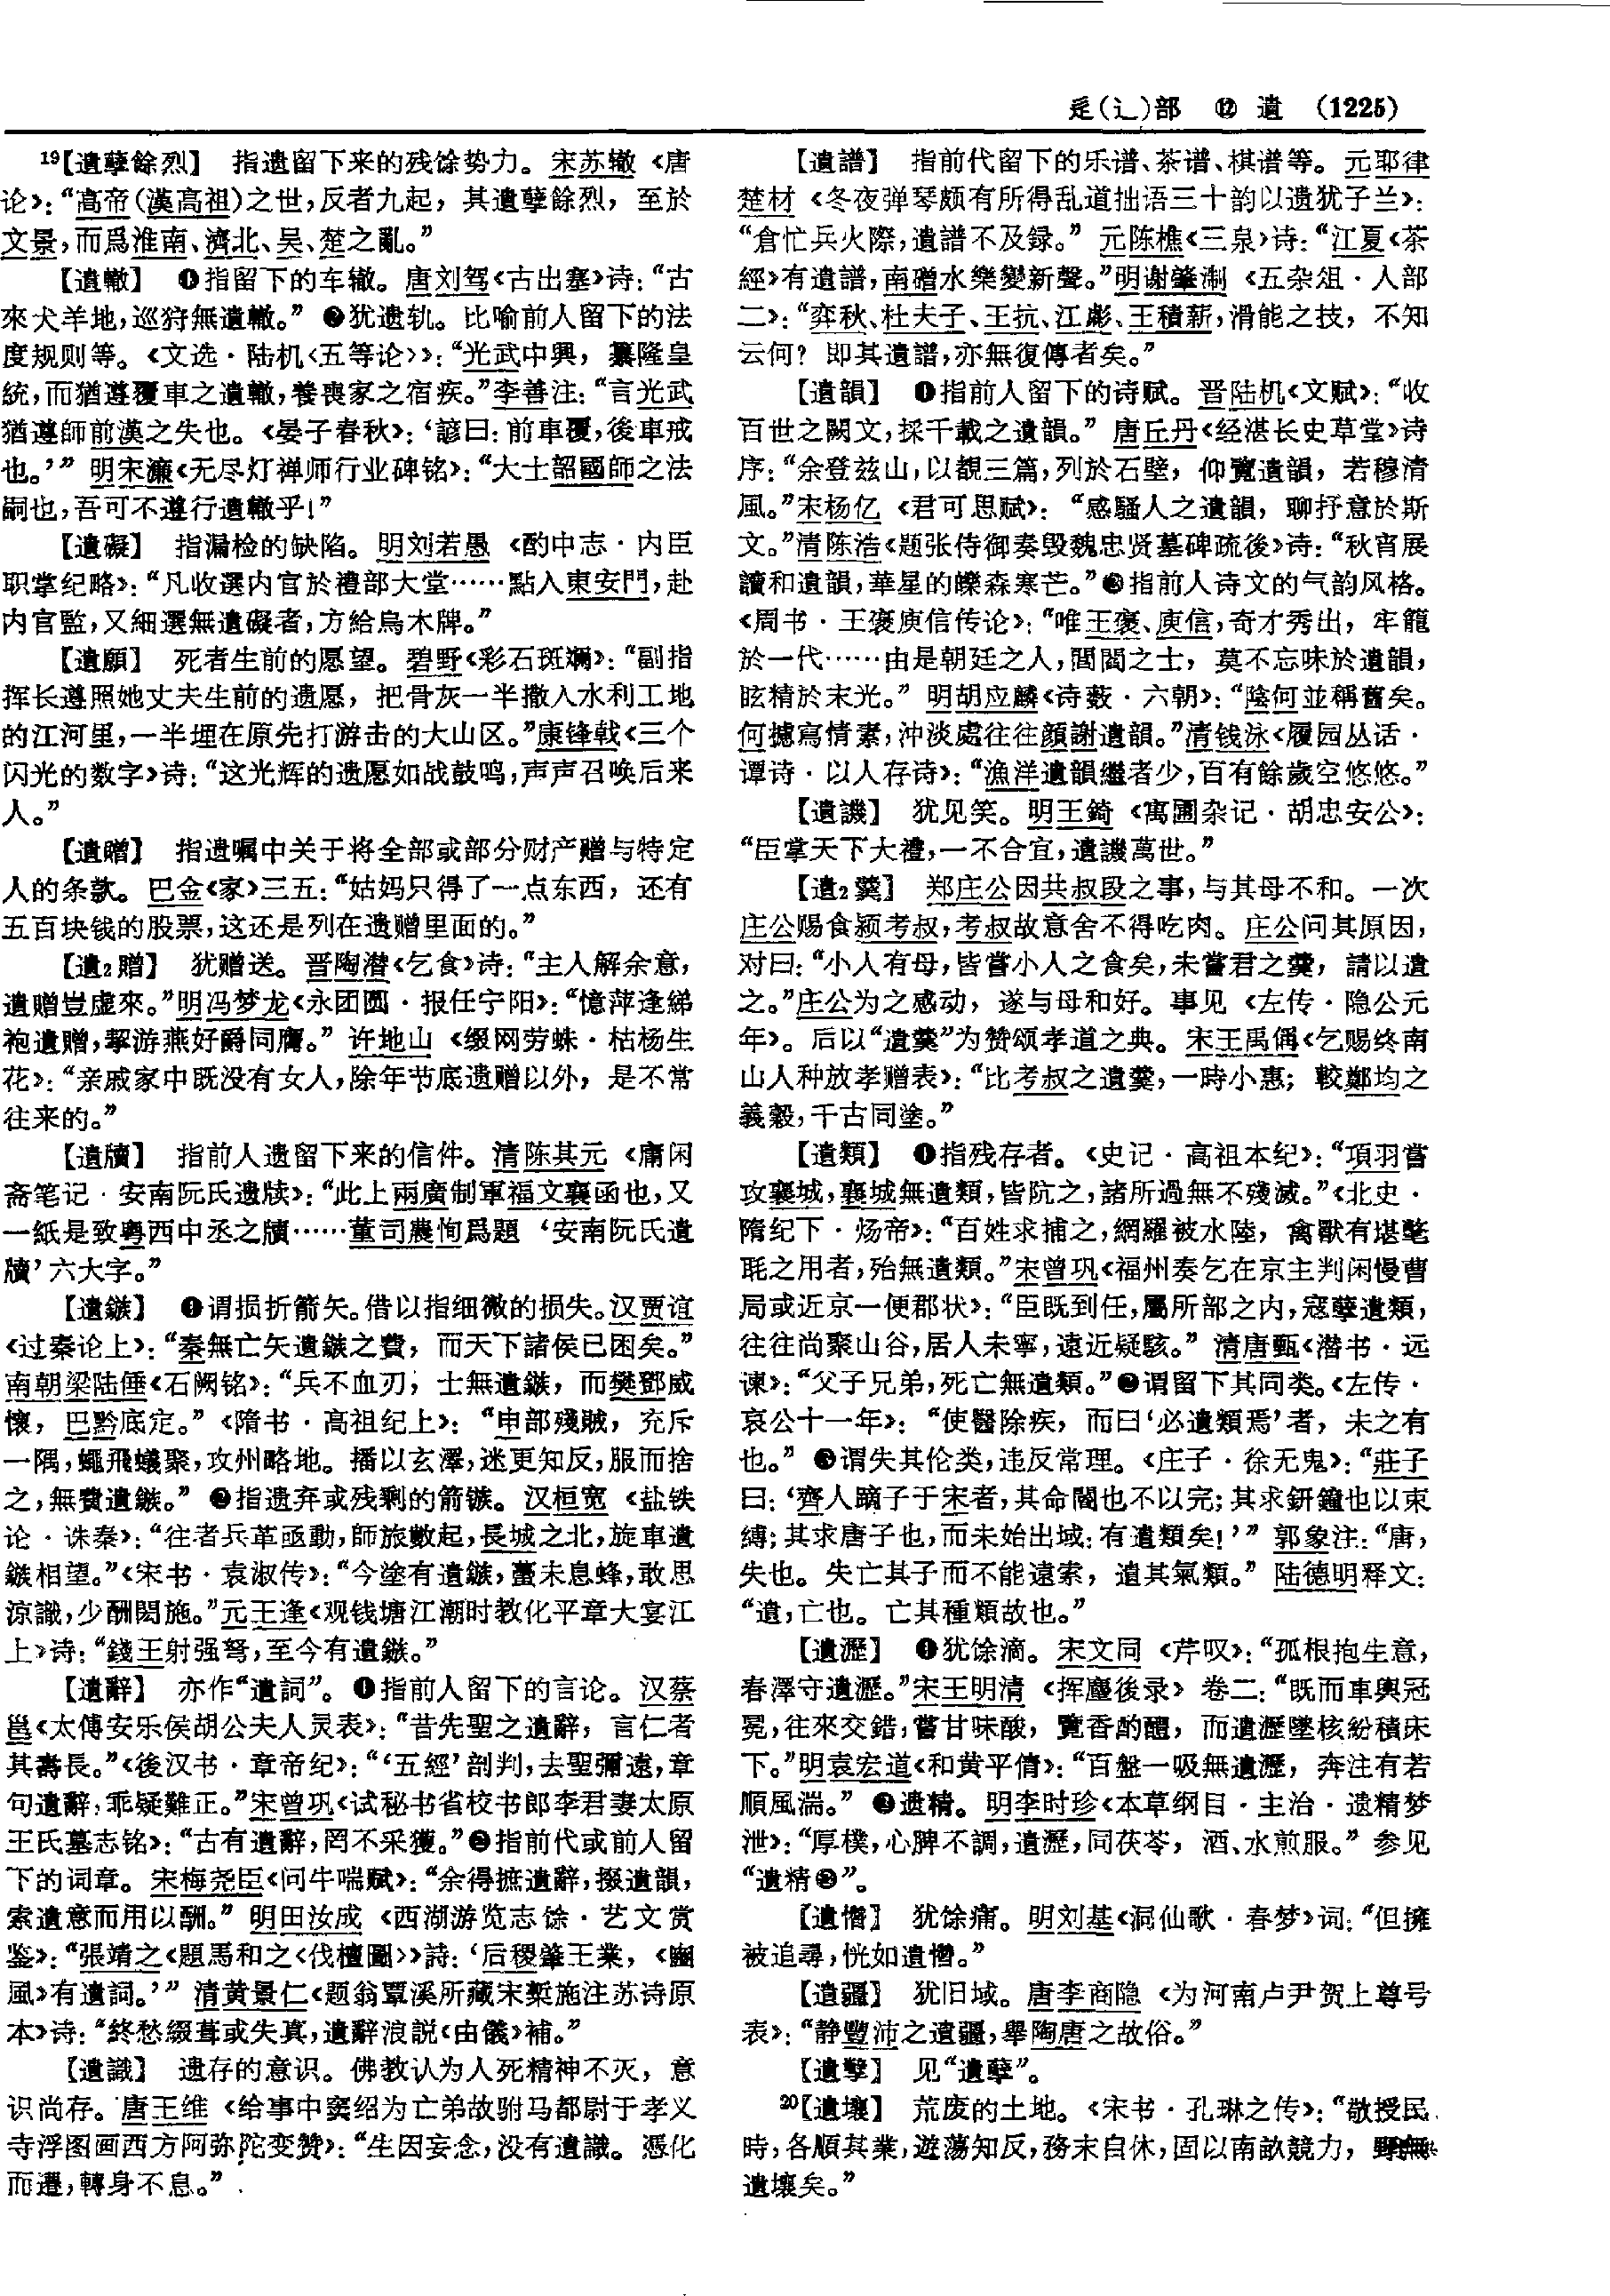 辵(辶)部 ⑫ 遺 (1225)
19【遺孽餘烈】 指遗留下来的残馀势力。宋苏辙《唐
论》：“高帝(漢高祖)之世，反者九起，其遺孽餘烈，至於
文景，而爲淮南、濟北、吴、楚之亂。”
【遺轍】 ❶指留下的车辙。唐刘驾《古出塞》诗：“古
來犬羊地，巡狩無遺轍。” ❷犹遗轨。比喻前人留下的法
度规则等。《文选·陆机〈五等论〉》：“光武中興，纂隆皇
統，而猶遵覆車之遺轍，養喪家之宿疾。”李善注：“言光武
猶遵師前漢之失也。《晏子春秋》：‘諺曰：前車覆，後車戒
也。’” 明宋濂《无尽灯禅师行业碑铭》：“大士韶國師之法
嗣也，吾可不遵行遺轍乎！”
【遺礙】 指漏检的缺陷。明刘若愚《酌中志·内臣
职掌纪略》：“凡收選内官於禮部大堂……點入東安門，赴
内官監，又細選無遺礙者，方給烏木牌。”
【遺願】 死者生前的愿望。碧野《彩石斑斓》：“副指
挥长遵照她丈夫生前的遗愿，把骨灰一半撒入水利工地
的江河里，一半埋在原先打游击的大山区。”康锋戟《三个
闪光的数字》诗：“这光辉的遗愿如战鼓鸣，声声召唤后来
人。”
【遺贈】 指遗嘱中关于将全部或部分财产赠与特定
人的条款。巴金《家》三五：“姑妈只得了一点东西，还有
五百块钱的股票，这还是列在遗赠里面的。”
【遺2贈】 犹赠送。晋陶潜《乞食》诗：“主人解余意，
遺贈豈虚來。”明冯梦龙《永团圆·报任宁阳》：“憶萍逢綈
袍遺贈，挈游燕好爵同膺。” 许地山《缀网劳蛛·枯杨生
花》：“亲戚家中既没有女人，除年节底遗赠以外，是不常
往来的。”
【遺牘】 指前人遗留下来的信件。清陈其元《庸闲
斋笔记·安南阮氏遗牍》：“此上兩廣制軍福文襄函也，又
一紙是致粤西中丞之牘……董司農恂爲題‘安南阮氏遺
牘’六大字。”
【遺鏃】 ❶谓损折箭矢。借以指细微的损失。汉贾谊
《过秦论上》：“秦無亡矢遺鏃之費，而天下諸侯已困矣。”
南朝梁陆倕《石阙铭》：“兵不血刃，士無遺鏃，而樊鄧威
懷，巴黔底定。”《隋书·高祖纪上》：“申部殘賊，充斥
一隅，蠅飛蟻聚，攻州略地。播以玄澤，迷更知反，服而捨
之，無費遺鏃。” ❷指遗弃或残剩的箭镞。汉桓宽《盐铁
论·诛秦》：“往者兵革亟動，師旅數起，長城之北，旋車遺
鏃相望。”《宋书·袁淑传》：“今塗有遺鏃，蠆未息蜂，敢思
涼識，少酬閎施。”元王逢《观钱塘江潮时教化平章大宴江
上》诗：“錢王射强弩，至今有遺鏃。”
【遺辭】 亦作“遺詞”。❶指前人留下的言论。汉蔡
邕《太傅安乐侯胡公夫人灵表》：“昔先聖之遺辭，言仁者
其壽長。”《後汉书·章帝纪》：“‘五經’剖判，去聖彌遠，章
句遺辭，乖疑難正。”宋曾巩《试秘书省校书郎李君妻太原
王氏墓志铭》：“古有遺辭，罔不采獲。”❷指前代或前人留
下的词章。宋梅尧臣《问牛喘赋》：“余得摭遺辭，掇遺韻，
索遺意而用以酬。” 明田汝成《西湖游览志馀·艺文赏
鉴》：“張靖之《題馬和之〈伐檀圖〉》詩：‘后稷肇王業，《豳
風》有遺詞。’” 清黄景仁《题翁覃溪所藏宋椠施注苏诗原
本》诗：“終愁綴葺或失真，遺辭浪説《由儀》補。”
【遺識】 遗存的意识。佛教认为人死精神不灭，意
识尚存。唐王维《给事中窦绍为亡弟故驸马都尉于孝义
寺浮图画西方阿弥陀变赞》：“生因妄念，没有遺識。憑化
而遷，轉身不息。”
【遺譜】 指前代留下的乐谱、茶谱、棋谱等。元耶律
楚材《冬夜弹琴颇有所得乱道拙语三十韵以遗犹子兰》：
“倉忙兵火際，遺譜不及録。” 元陈樵《三泉》诗：“江夏《茶
經》有遺譜，南磳水樂變新聲。”明谢肇淛《五杂俎·人部
二》：“弈秋、杜夫子、王抗、江彪、王積薪，滑能之技，不知
云何？即其遺譜，亦無復傳者矣。”
【遺韻】 ❶指前人留下的诗赋。晋陆机《文赋》：“收
百世之闕文，採千載之遺韻。” 唐丘丹《经湛长史草堂》诗
序：“余登兹山，以覩三篇，列於石壁，仰覽遺韻，若穆清
風。”宋杨亿《君可思赋》：“感騷人之遺韻，聊抒意於斯
文。”清陈浩《题张侍御奏毁魏忠贤墓碑疏後》诗：“秋宵展
讀和遺韻，華星的皪森寒芒。”❷指前人诗文的气韵风格。
《周书·王褒庾信传论》：“唯王褒、庾信，奇才秀出，牢籠
於一代……由是朝廷之人，閭閻之士，莫不忘味於遺韻，
眩精於末光。” 明胡应麟《诗薮·六朝》：“陰何並稱舊矣。
何攄寫情素，沖淡處往往顔謝遺韻。”清钱泳《履园丛话·
谭诗·以人存诗》：“漁洋遺韻繼者少，百有餘歲空悠悠。”
【遺譏】 犹见笑。明王錡《寓圃杂记·胡忠安公》：
“臣掌天下大禮，一不合宜，遺譏萬世。”
【遺2羹】 郑庄公因共叔段之事，与其母不和。一次
庄公赐食颍考叔，考叔故意舍不得吃肉。庄公问其原因，
对曰：“小人有母，皆嘗小人之食矣，未嘗君之羹，請以遺
之。”庄公为之感动，遂与母和好。事见《左传·隐公元
年》。后以“遺羹”为赞颂孝道之典。宋王禹偁《乞赐终南
山人种放孝赠表》：“比考叔之遺羹，一時小惠；較鄭均之
義穀，千古同塗。”
【遺類】 ❶指残存者。《史记·高祖本纪》：“項羽嘗
攻襄城，襄城無遺類，皆阬之，諸所過無不殘滅。”《北史·
隋纪下·炀帝》：“百姓求捕之，網羅被水陸，禽獸有堪氅
毦之用者，殆無遺類。”宋曾巩《福州奏乞在京主判闲慢曹
局或近京一便郡状》：“臣既到任，屬所部之内，寇孽遺類，
往往尚聚山谷，居人未寧，遠近疑駭。” 清唐甄《潜书·远
谏》：“父子兄弟，死亡無遺類。”❷谓留下其同类。《左传·
哀公十一年》：“使醫除疾，而曰‘必遺類焉’者，未之有
也。” ❸谓失其伦类，违反常理。《庄子·徐无鬼》：“莊子
曰：‘齊人蹢子于宋者，其命閽也不以完；其求鈃鐘也以束
縛；其求唐子也，而未始出域：有遺類矣！’” 郭象注：“唐，
失也。失亡其子而不能遠索，遺其氣類。” 陆德明释文：
“遺，亡也。亡其種類故也。”
【遺瀝】 ❶犹馀滴。宋文同《芹叹》：“孤根抱生意，
春澤守遺瀝。”宋王明清《挥麈後录》卷二：“既而車輿冠
冕，往來交錯，嘗甘味酸，覽香酌醴，而遺瀝墜核紛積床
下。”明袁宏道《和黄平倩》：“百盤一吸無遺瀝，奔注有若
順風湍。” ❷遗精。明李时珍《本草纲目·主治·遗精梦
泄》：“厚樸，心脾不調，遺瀝，同茯苓，酒、水煎服。” 参见
“遺精❷”。
【遺憯】 犹馀痛。明刘基《洞仙歌·春梦》词：“但擁
被追尋，恍如遺憯。”
【遺疆】 犹旧域。唐李商隐《为河南卢尹贺上尊号
表》：“静豐沛之遺疆，舉陶唐之故俗。”
【遺孼】 见“遺孽”。
20【遺壤】 荒废的土地。《宋书·孔琳之传》：“敬授民
時，各順其業，遊蕩知反，務末自休，固以南畝競力，野無
遺壤矣。”